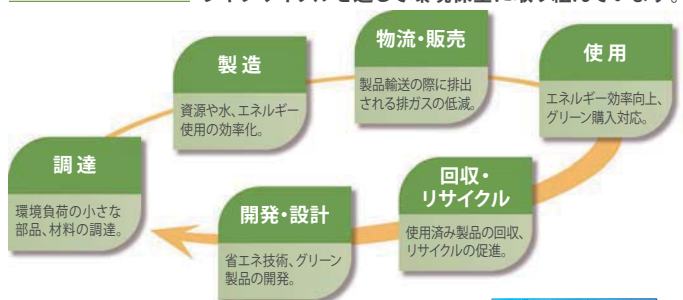 製造
資源や水、エネルギー
使用の効率化。
物流・販売
製品輸送の際に排出
される排ガスの低減。
使用
エネルギー効率向上、
グリーン購入対応。
調達
環境負荷の小さな
部品、材料の調達。
開発・設計
省エネ技術、グリーン
製品の開発。
回収・
リサイクル
使用済み製品の回収、
リサイクルの促進。